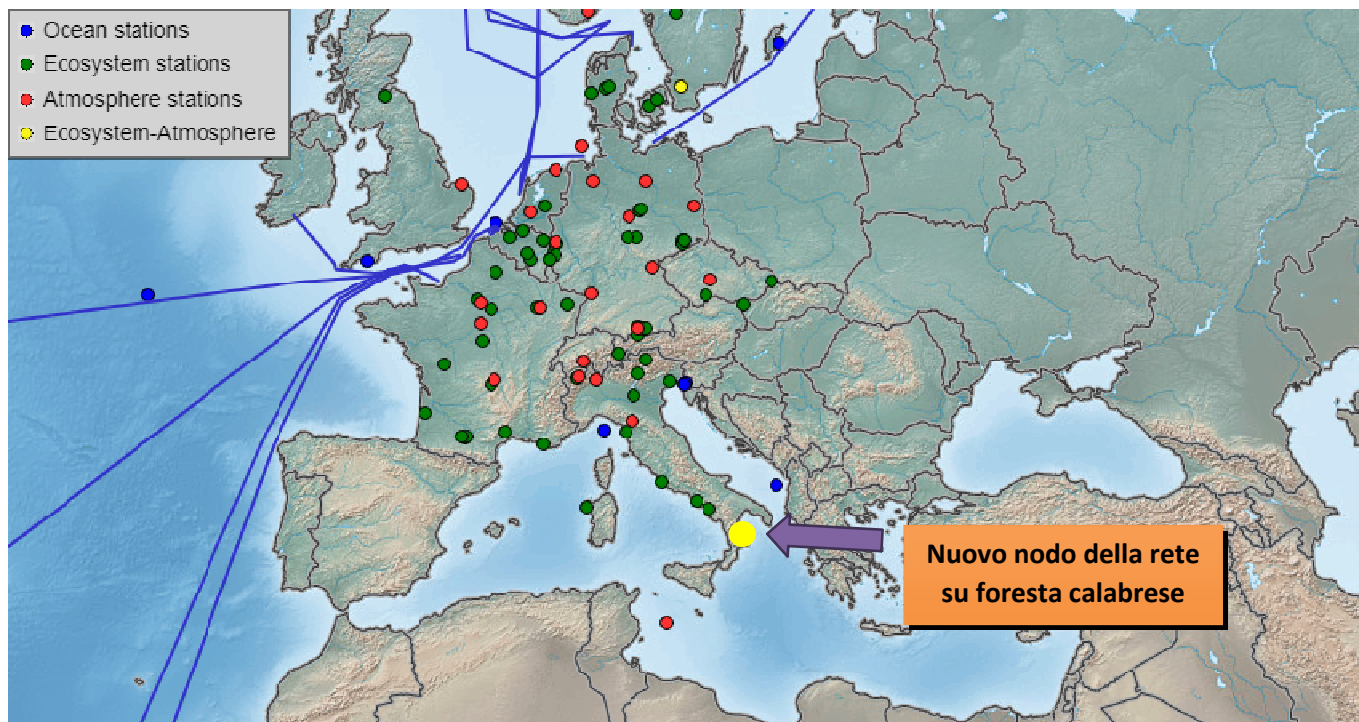 Ocean stations
Ecosystem stations
Atmosphere stations
Ecosystem-Atmosphere
Nuovo nodo della rete
su foresta calabrese